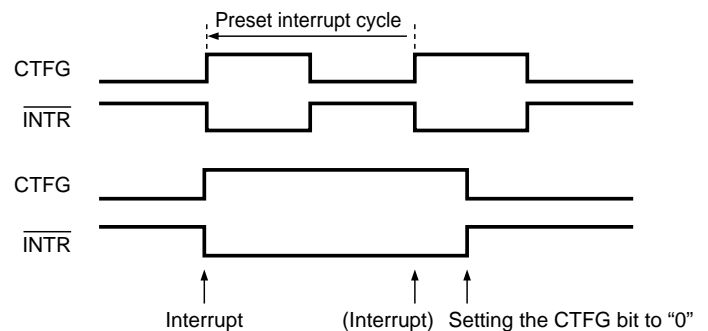 Preset interrupt cycle
CTFG
INTR
CTFG
INTR
Interrupt (Interrupt) Setting the CTFG bit to “0”